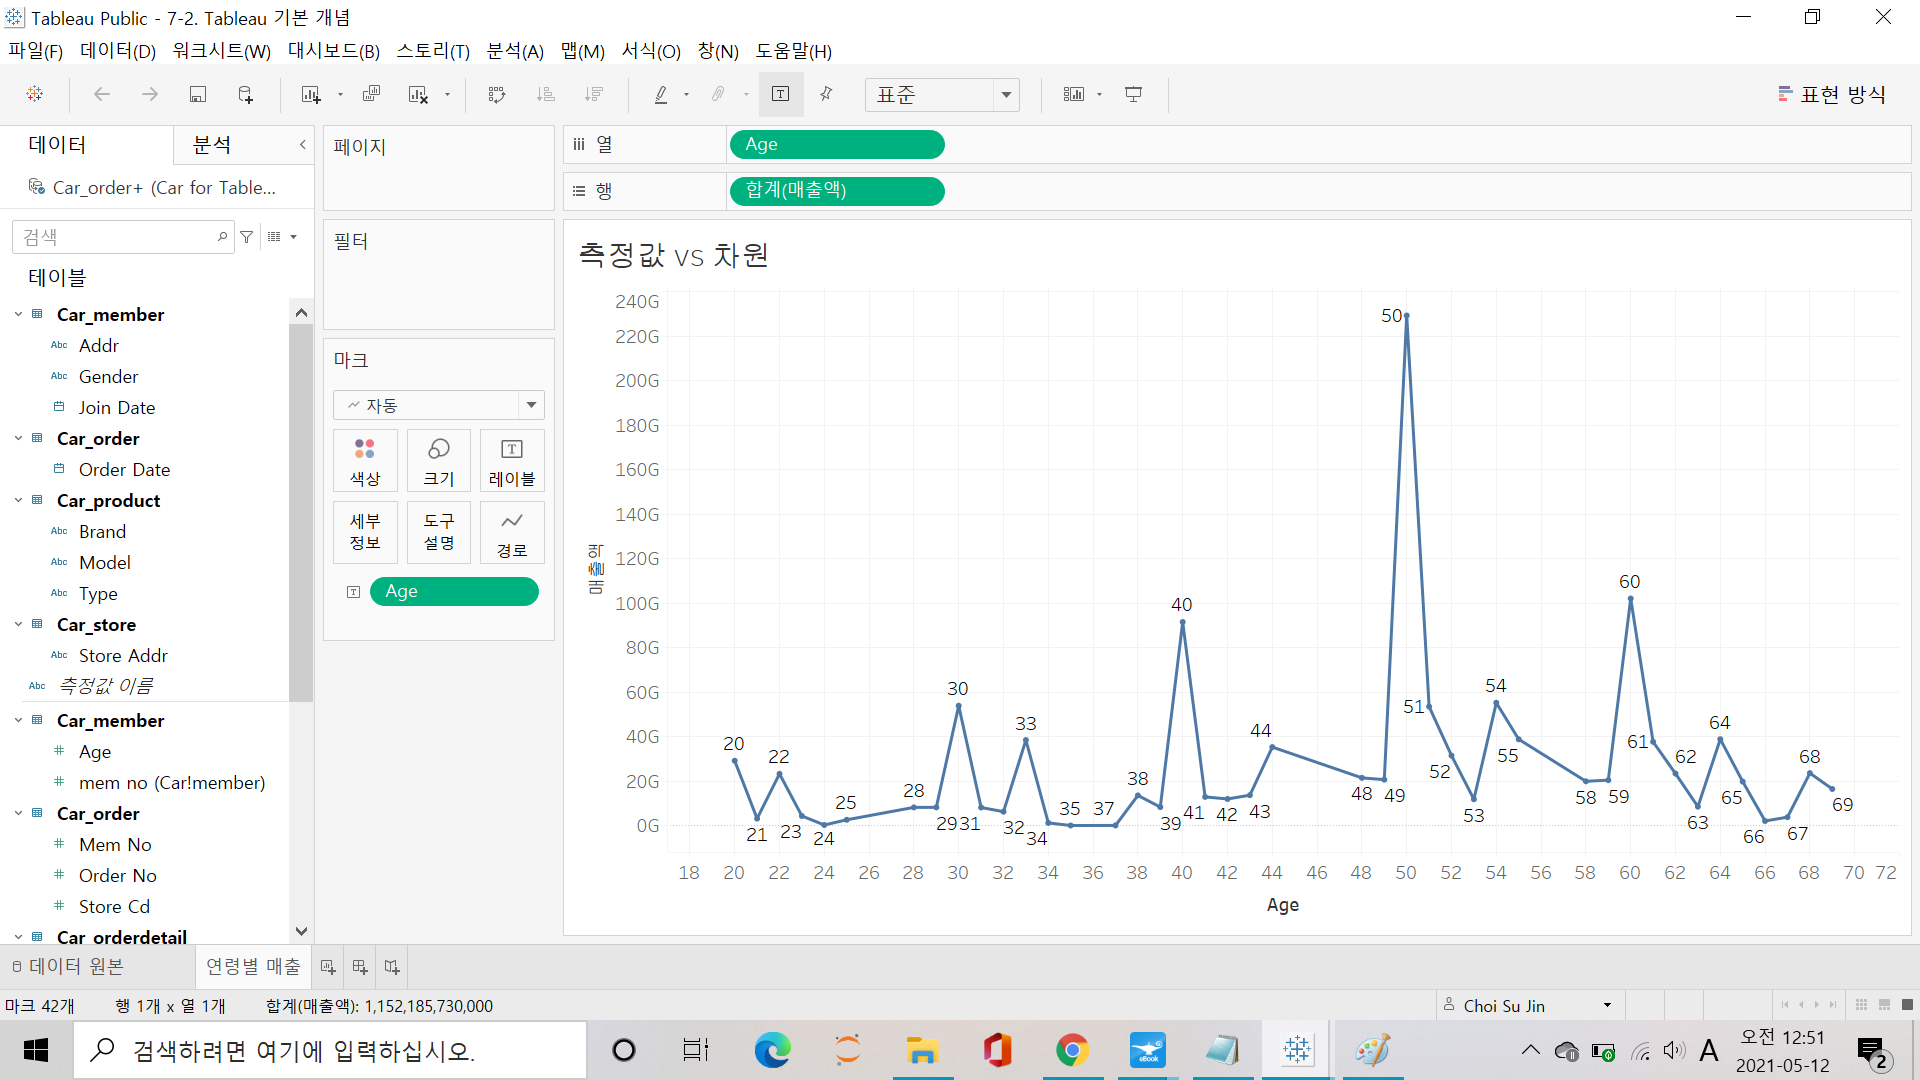 Tableau Public - 7-2. Tableau 기본 개념
파일(F) 데이터(D) 워크시트(W) 대시보드(B) 스토리(T) 분석(A) 맵(M) 서식(O) 창(N) 도움말(H)
표준
표현 방식
데이터
분석
Car_order+ (Car for Table...
검색
테이블
Car_member
Abc Addr
Abc Gender
Join Date
Car_order
Order Date
Car_product
Abc Brand
Abc Model
Abc Type
Car_store
Abc Store Addr
Abc 측정값 이름
Car_member
# Age
# mem no (Car!member)
Car_order
# Mem No
# Order No
# Store Cd
Car_orderdetail
페이지
필터
마크
자동
색상 크기 레이블
세부 정보
도구 설명
경로
Age
열 Age
행 합계(매출액)
측정값 vs 차원
240G
220G
200G
180G
160G
140G
120G
100G
80G
60G
40G
20G
0G
매출액
20 21 22 23 24 25 28 29 30 31 32 33 34 35 37 38 39 40 41 42 43 44 48 49 50 51 52 53 54 55 58 59 60 61 62 63 64 65 66 67 68 69
18 20 22 24 26 28 30 32 34 36 38 40 42 44 46 48 50 52 54 56 58 60 62 64 66 68 70 72
Age
데이터 원본 연령별 매출
마크 42개 행 1개 x 열 1개 합계(매출액): 1,152,185,730,000
Choi Su Jin
검색하려면 여기에 입력하십시오.
eBook
A
오전 12:51
2021-05-12
2